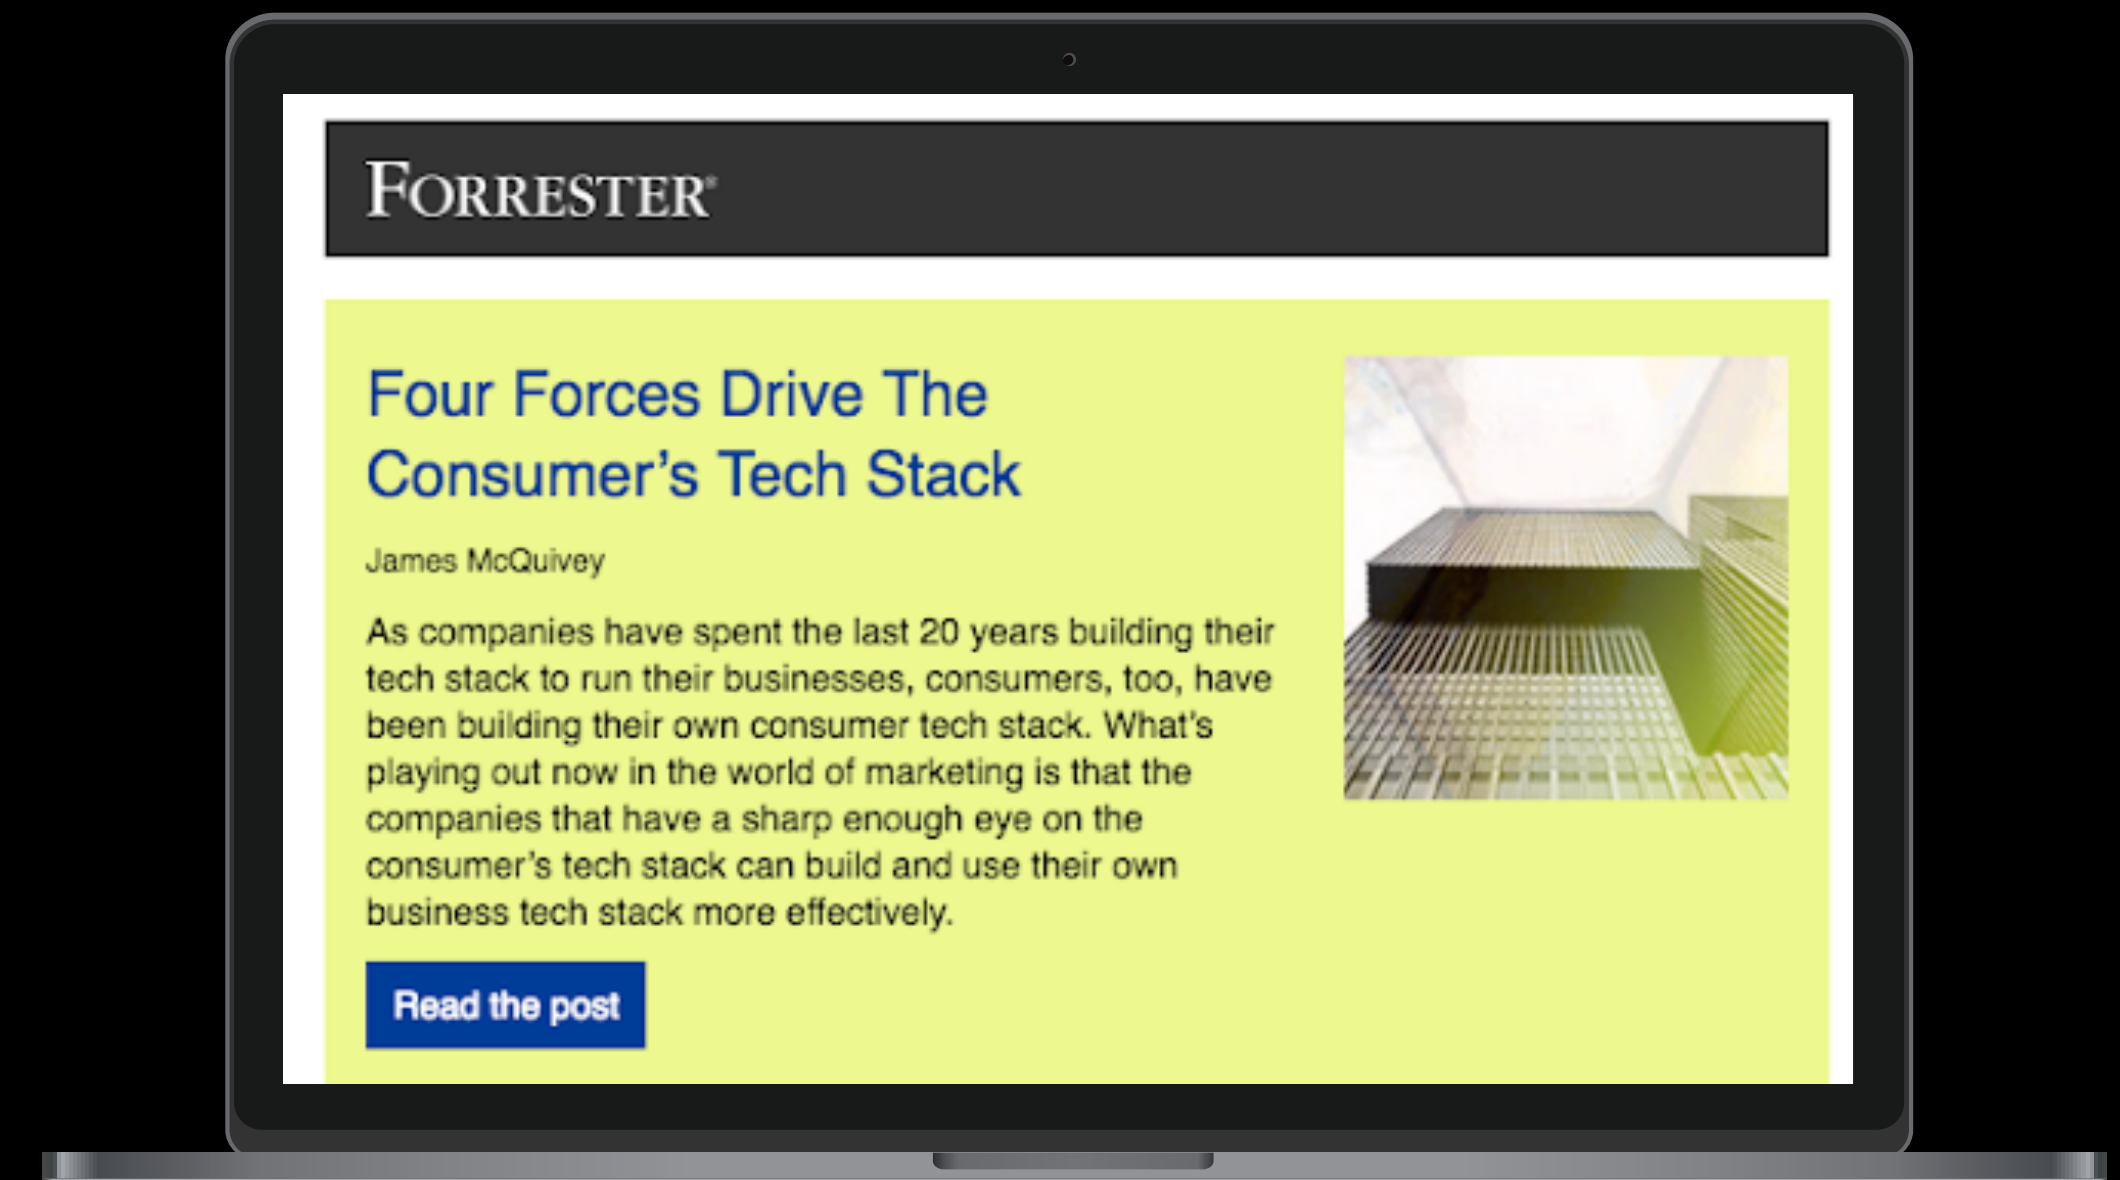 FORRESTER®
Four Forces Drive The
Consumer’s Tech Stack
James McQuivey
As companies have spent the last 20 years building their
tech stack to run their businesses, consumers, too, have
been building their own consumer tech stack. What’s
playing out now in the world of marketing is that the
companies that have a sharp enough eye on the
consumer’s tech stack can build and use their own
business tech stack more effectively.
Read the post